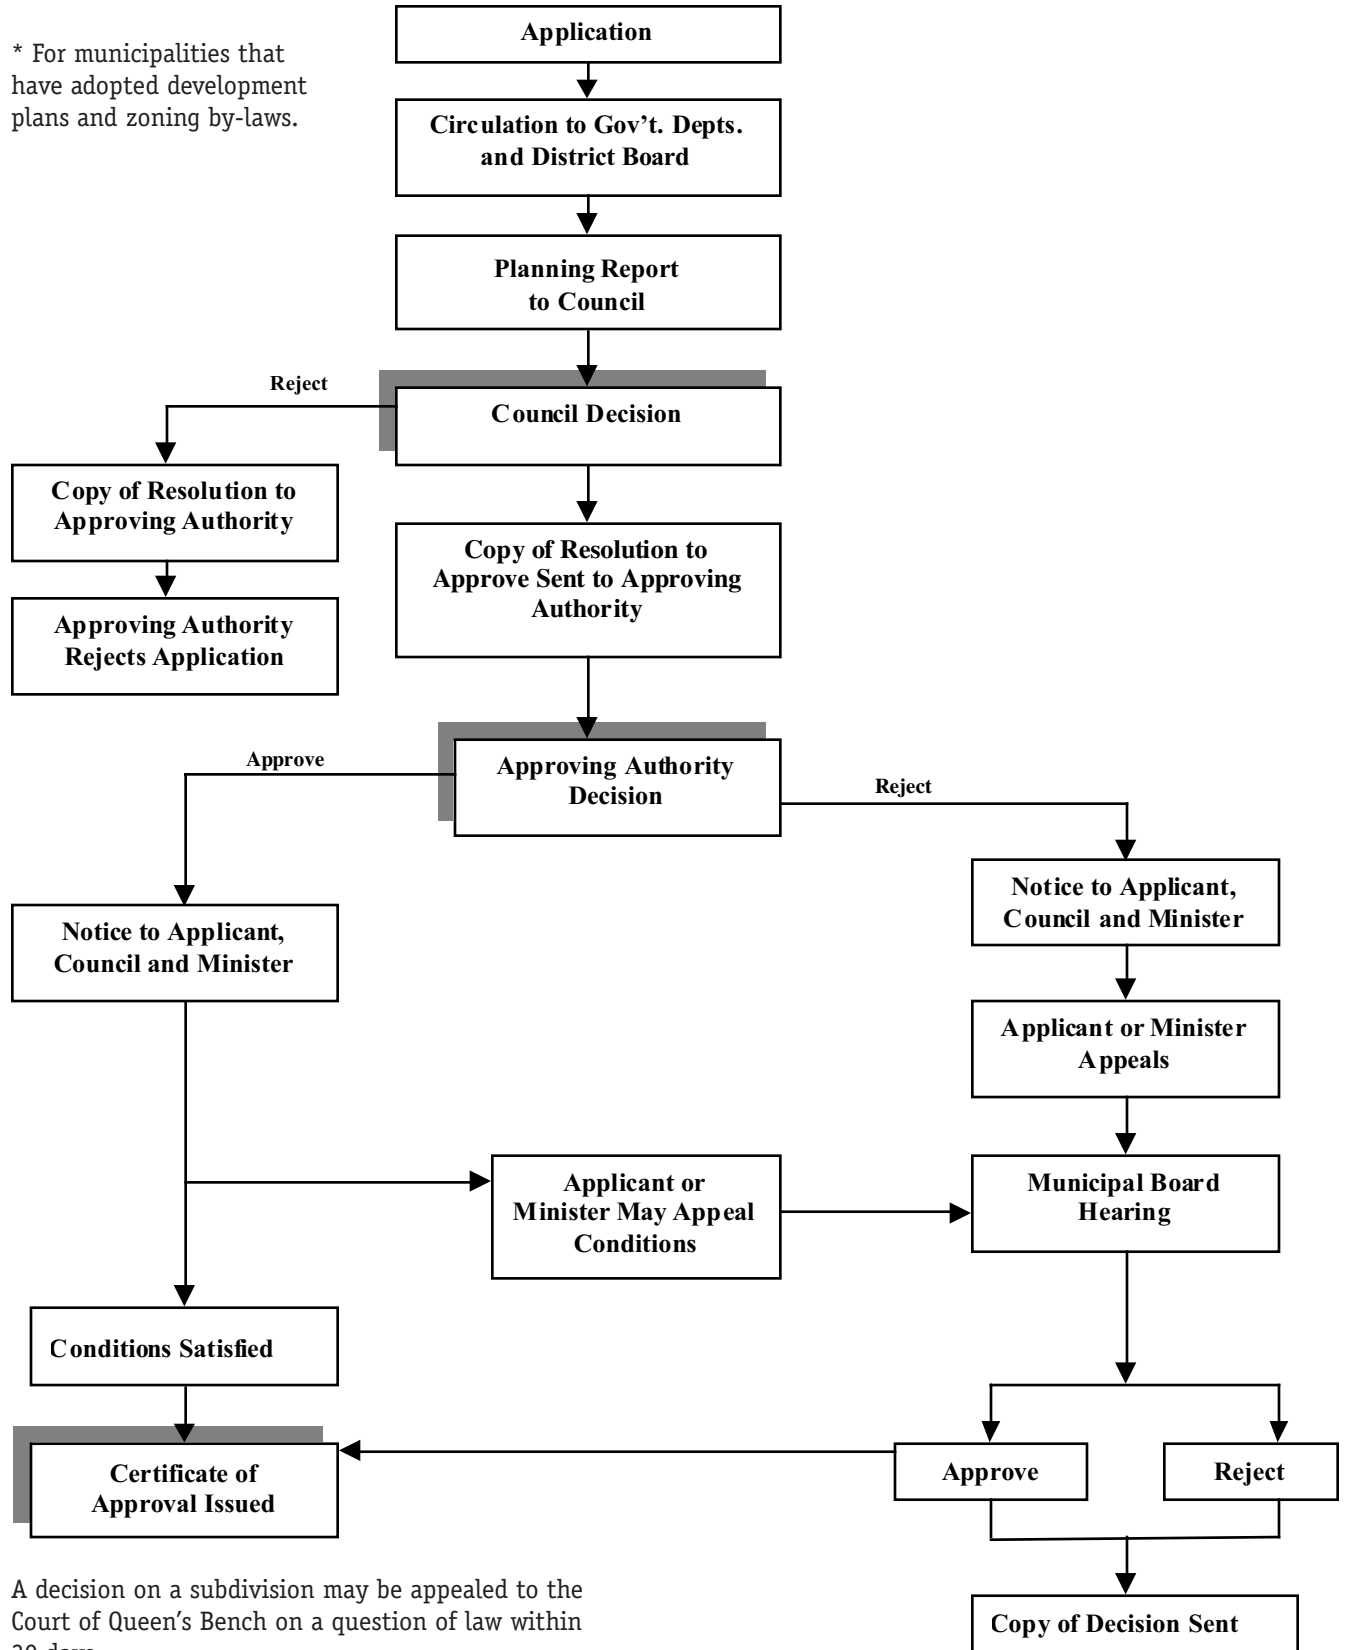 * For municipalities that
have adopted development
plans and zoning by-laws.
Application
Circulation to Gov't. Depts.
and District Board
Planning Report
to Council
Reject
Council Decision
Copy of Resolution to
Approving Authority
Copy of Resolution to
Approve Sent to Approving
Authority
Approving Authority
Rejects Application
Approve
Approving Authority
Decision
Reject
Notice to Applicant,
Council and Minister
Notice to Applicant,
Council and Minister
Applicant or Minister
Appeals
Applicant or
Minister May Appeal
Conditions
Municipal Board
Hearing
Conditions Satisfied
Certificate of
Approval Issued
Approve
Reject
A decision on a subdivision may be appealed to the
Court of Queen's Bench on a question of law within
Copy of Decision Sent